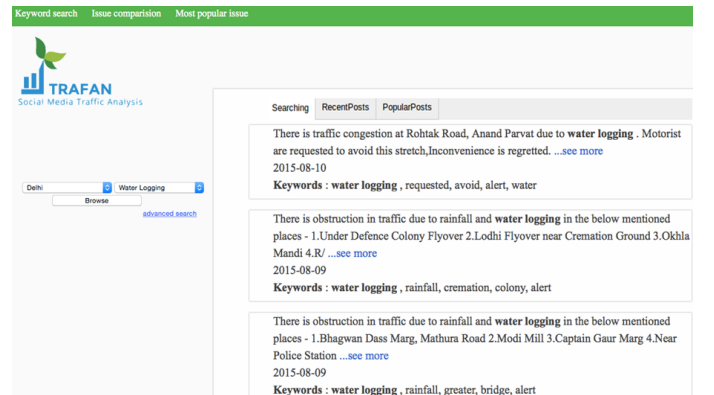 Keyword search Issue comparision Most popular issue
TRAFAN
Social Media Traffic Analysis
Delhi Water Logging
Browse
advanced search
Searching RecentPosts PopularPosts
There is traffic congestion at Rohtak Road, Anand Parvat due to water logging . Motorist
are requested to avoid this stretch,Inconvenience is regretted. ...see more
2015-08-10
Keywords : water logging , requested, avoid, alert, water
There is obstruction in traffic due to rainfall and water logging in the below mentioned
places - 1.Under Defence Colony Flyover 2.Lodhi Flyover near Cremation Ground 3.Okhla
Mandi 4.R/ ...see more
2015-08-09
Keywords : water logging , rainfall, cremation, colony, alert
There is obstruction in traffic due to rainfall and water logging in the below mentioned
places - 1.Bhagwan Dass Marg, Mathura Road 2.Modi Mill 3.Captain Gaur Marg 4.Near
Police Station ...see more
2015-08-09
Keywords : water logging , rainfall, greater, bridge, alert